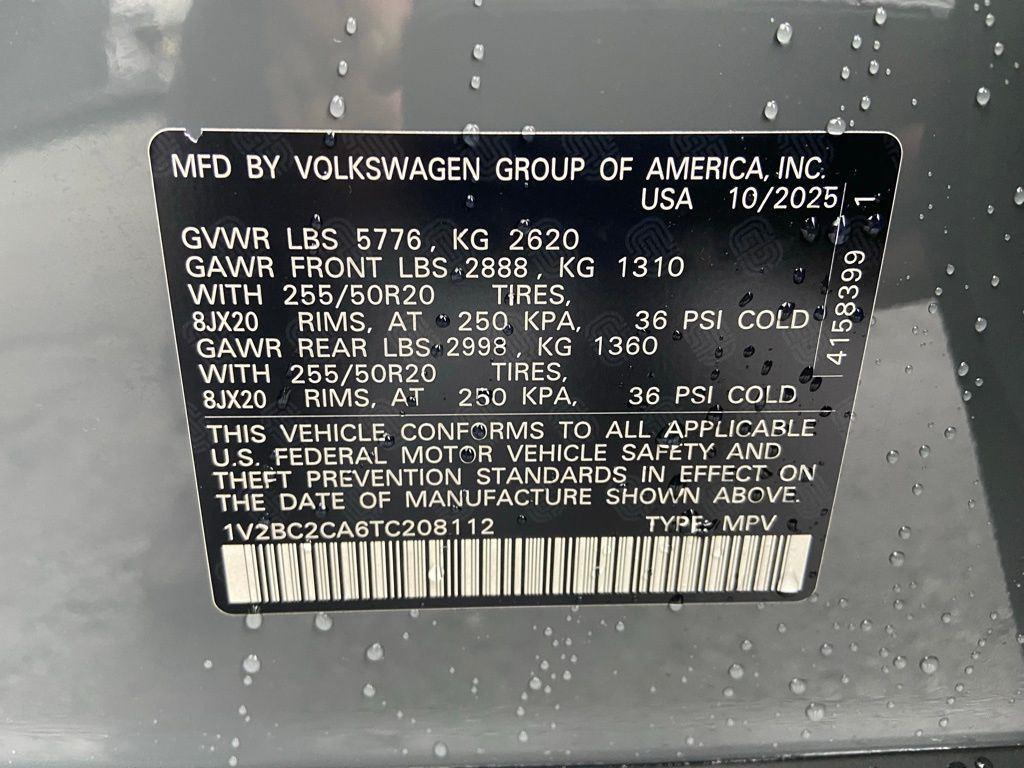 MFD BY VOLKSWAGEN GROUP OF AMERICA, INC.
USA 10/2025
GVWR LBS 5776, KG 2620
GAWR FRONT LBS 2888, KG 1310
WITH 255/50R20 TIRES,
8JX20 RIMS, AT 250 KPA, 36 PSI COLD
GAWR REAR LBS 2998, KG 1360
WITH 255/50R20 TIRES,
8JX20 RIMS, AT 250 KPA, 36 PSI COLD
4158399 1
THIS VEHICLE CONFORMS TO ALL APPLICABLE
U.S. FEDERAL MOTOR VEHICLE SAFETY AND
THEFT PREVENTION STANDARDS IN EFFECT ON
THE DATE OF MANUFACTURE SHOWN ABOVE.
1V2BC2CA6TC208112 TYPE: MPV